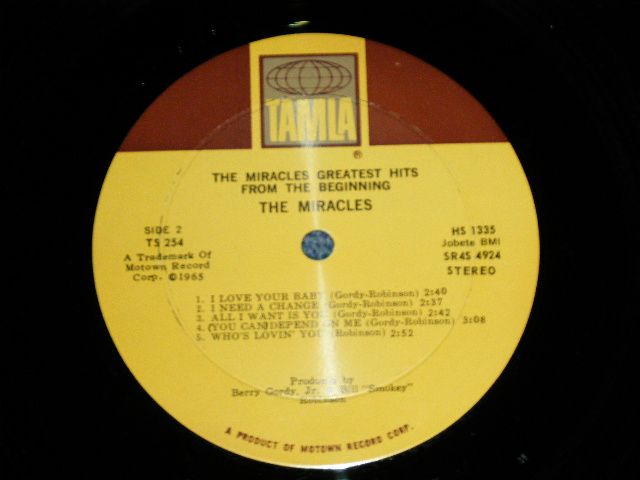 TAMLA
®
THE MIRACLES GREATEST HITS
FROM THE BEGINNING
THE MIRACLES
SIDE 2
TS 254
A Trademark Of
Motown Record
Corp. ©1965
HS 1335
Jobete BMI
SR4S 4924
STEREO
1. I LOVE YOUR BABY (Gordy-Robinson) 2:40
2. I NEED A CHANGE (Gordy-Robinson) 2:37
3. ALL I WANT IS YOU (Gordy-Robinson) 2:42
4. (YOU CAN)DEPEND ON ME (Gordy-Robinson) 3:08
5. WHO'S LOVIN' YOU (Robinson) 2:52
Produced by
Berry Gordy, Jr. & Bill "Smokey"
Robinson
A PRODUCT OF MOTOWN RECORD CORP.